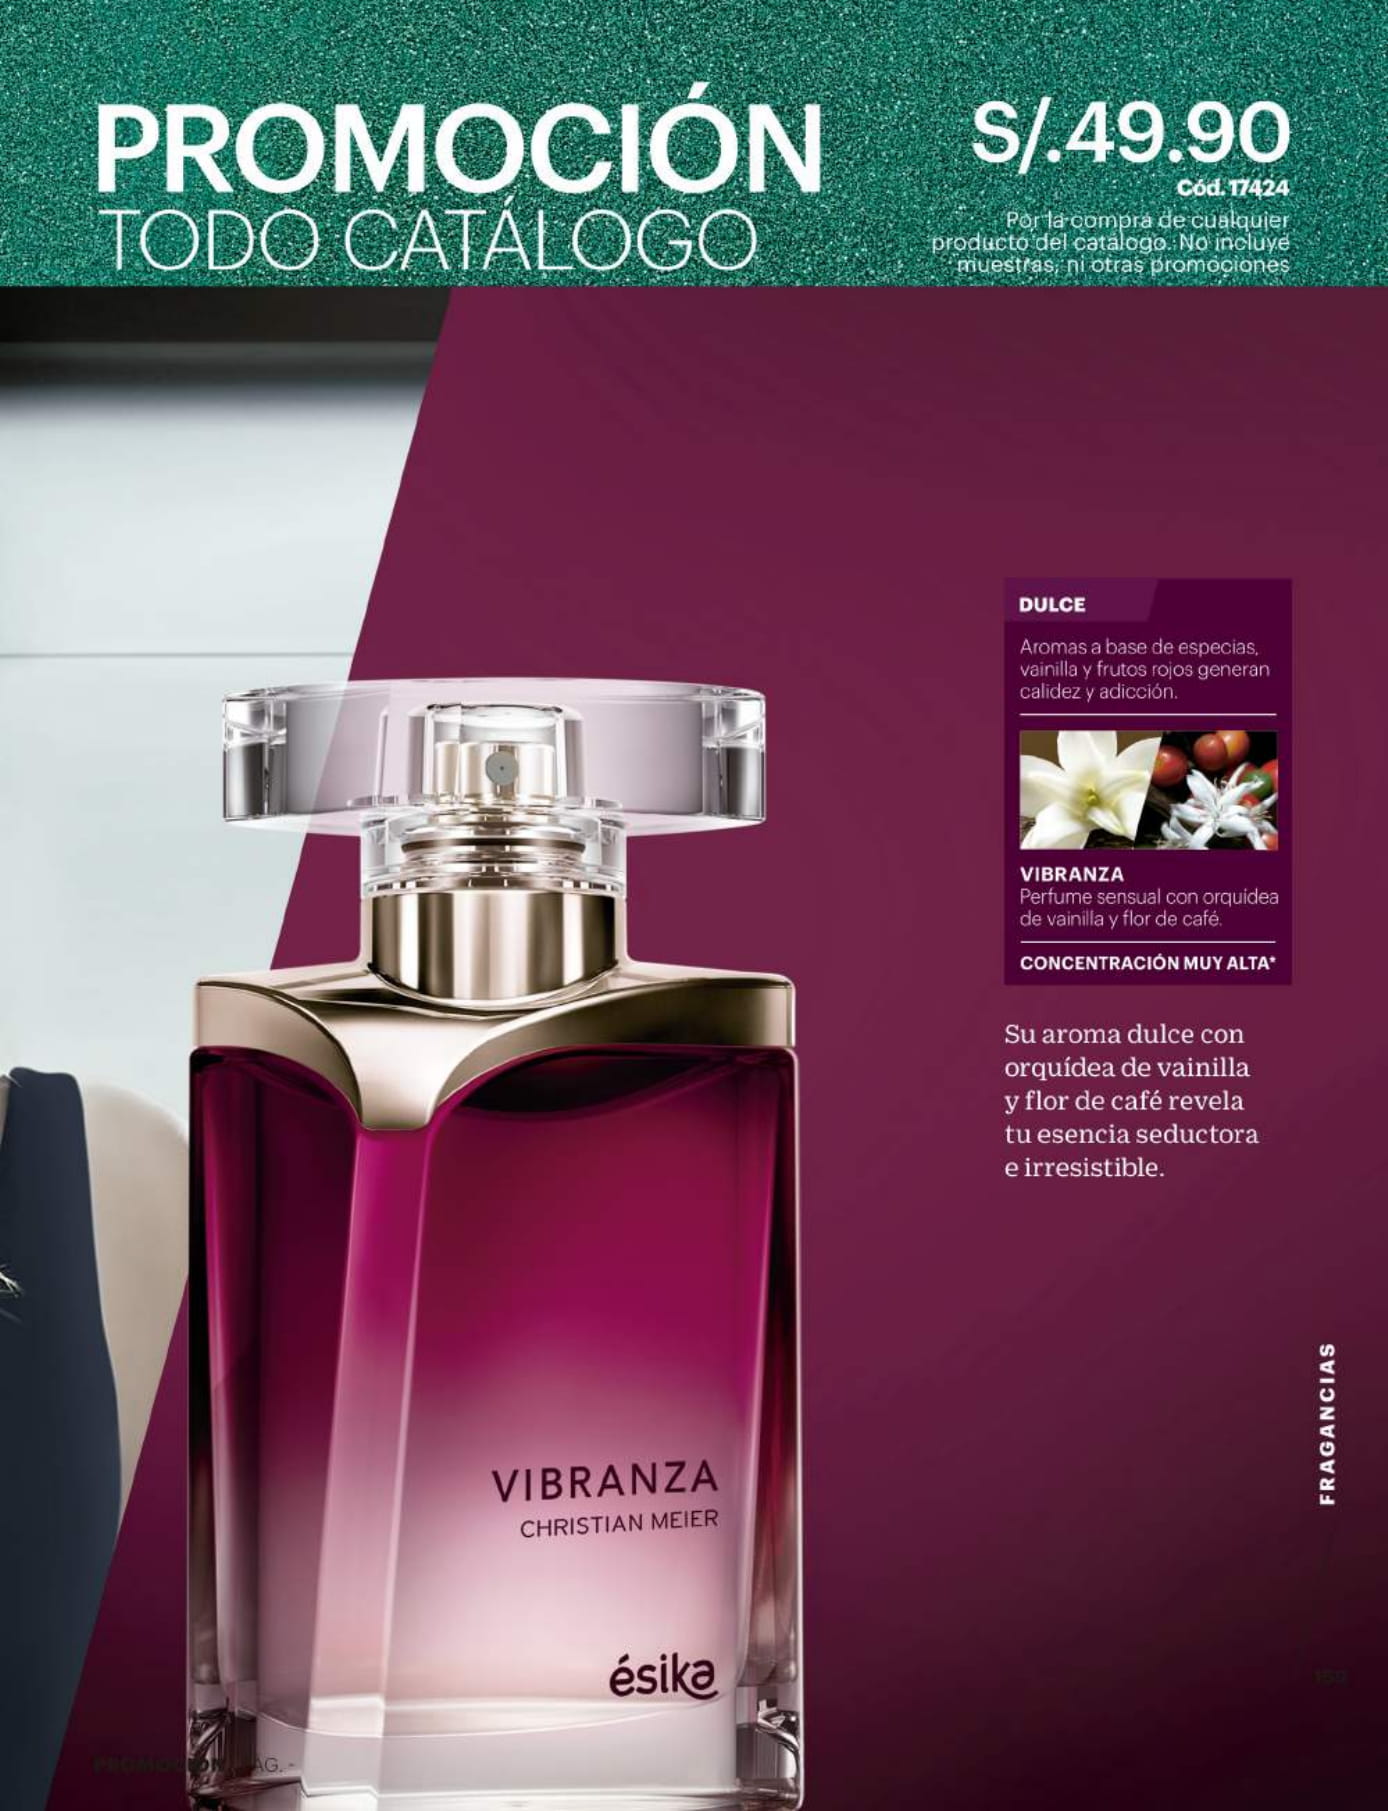 PROMOCIÓN
TODO CATÁLOGO
S/.49.90
Cód. 17424
Por la compra de cualquier
producto del catálogo. No incluye
muestras, ni otras promociones
DULCE
Aromas a base de especias,
vainilla y frutos rojos generan
calidez y adicción.
VIBRANZA
Perfume sensual con orquídea
de vainilla y flor de café.
CONCENTRACIÓN MUY ALTA*
Su aroma dulce con
orquídea de vainilla
y flor de café revela
tu esencia seductora
e irresistible.
FRAGANCIAS
VIBRANZA
CHRISTIAN MEIER
ésika
159
PROMOCIÓN PÁG. -